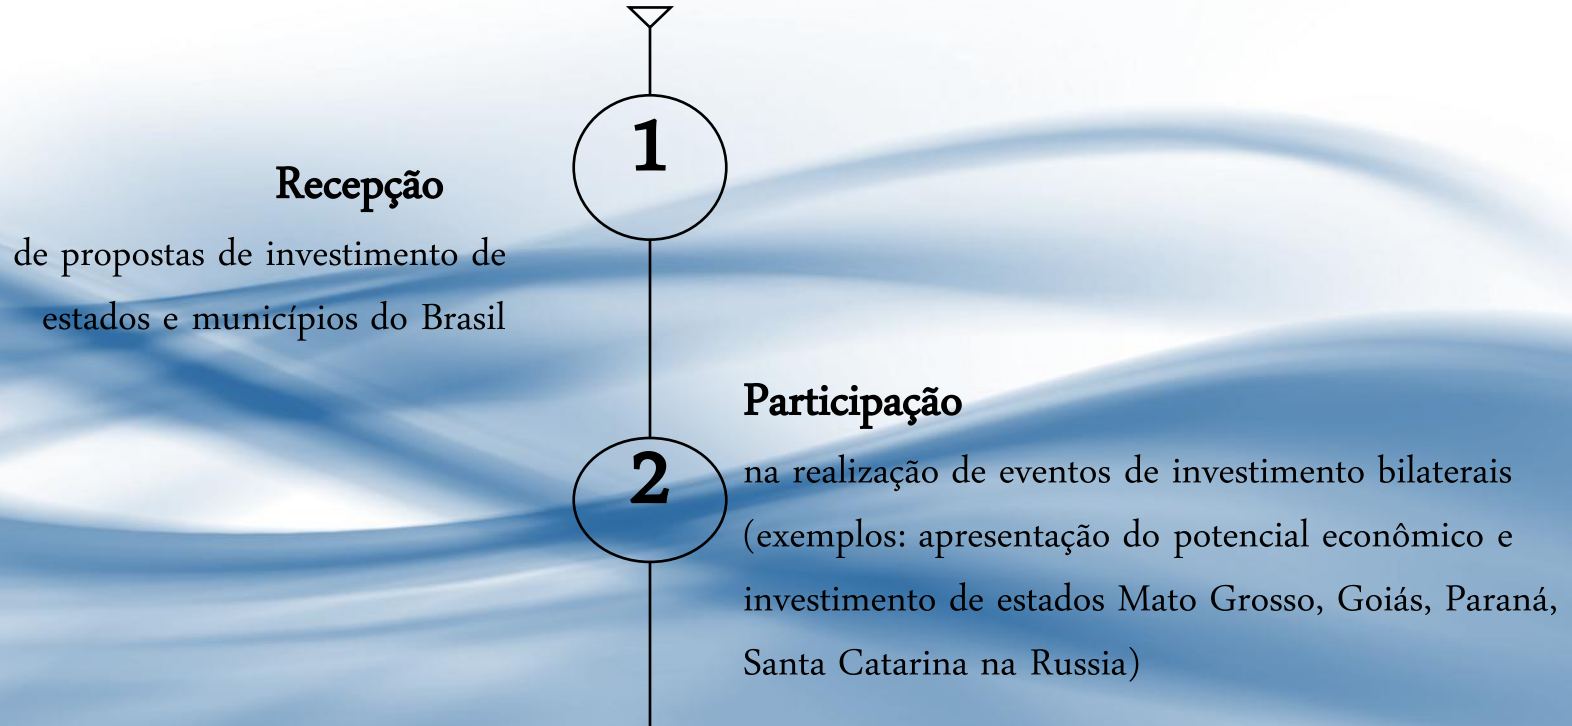 1
Recepção
de propostas de investimento de
estados e municípios do Brasil
2
Participação
na realização de eventos de investimento bilaterais
(exemplos: apresentação do potencial econômico e
investimento de estados Mato Grosso, Goiás, Paraná,
Santa Catarina na Russia)